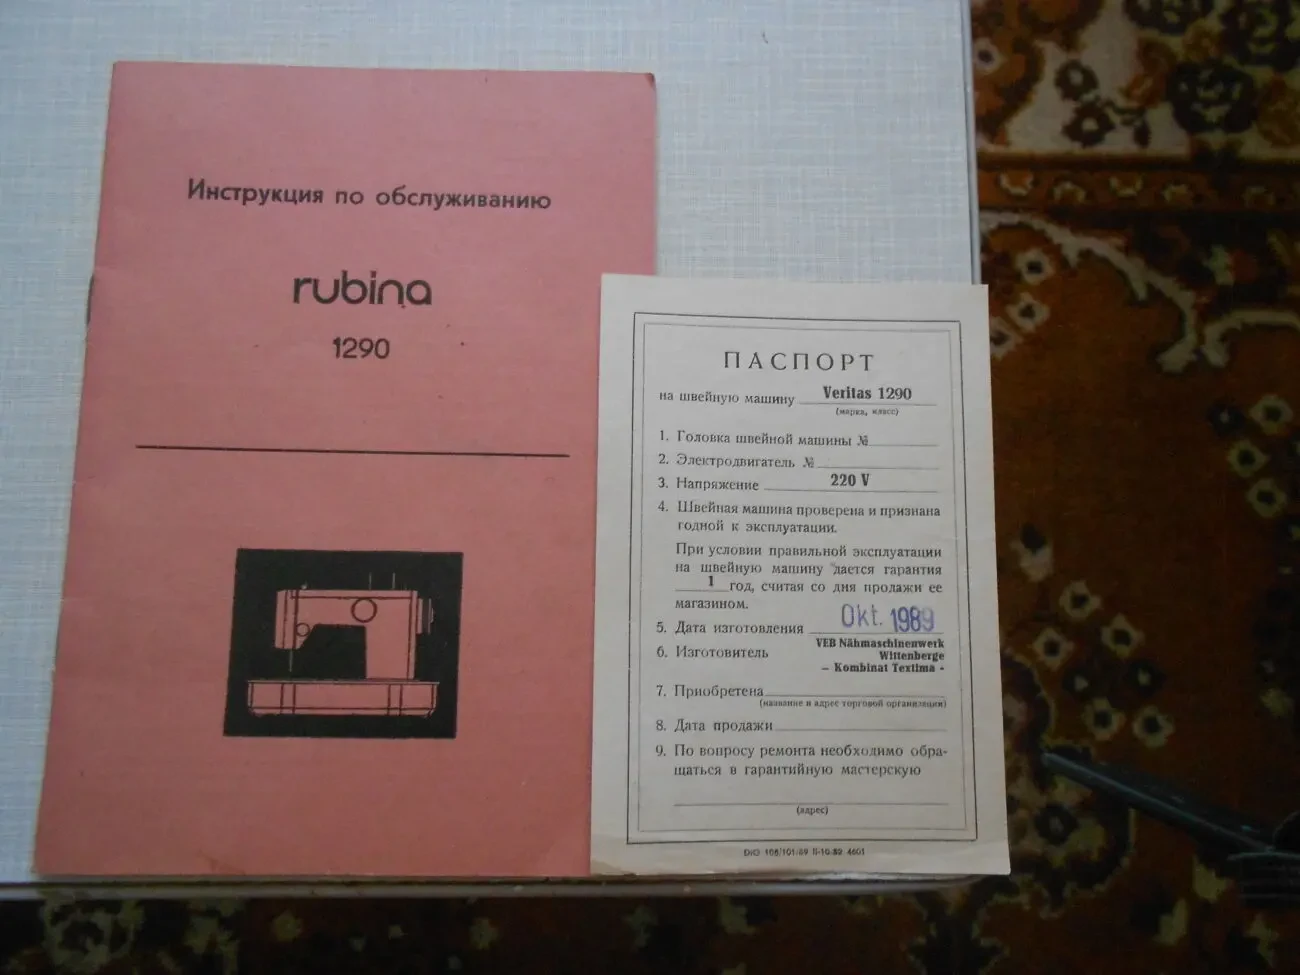 Инструкция по обслуживанию
rubina
1290
ПАСПОРТ
на швейную машину Veritas 1290
(марка, класс)
1. Головка швейной машины №
2. Электродвигатель №
3. Напряжение 220 V
4. Швейная машина проверена и признана
годной к эксплуатации.
При условии правильной эксплуатации
на швейную машину дается гарантия
1 год, считая со дня продажи ее
магазином.
5. Дата изготовления Okt. 1989
6. Изготовитель VEB Nähmaschinenwerk
Wittenberge
– Kombinat Textima -
7. Приобретена
(название и адрес торговой организации)
8. Дата продажи
9. По вопросу ремонта необходимо обра-
щаться в гарантийную мастерскую
(адрес)